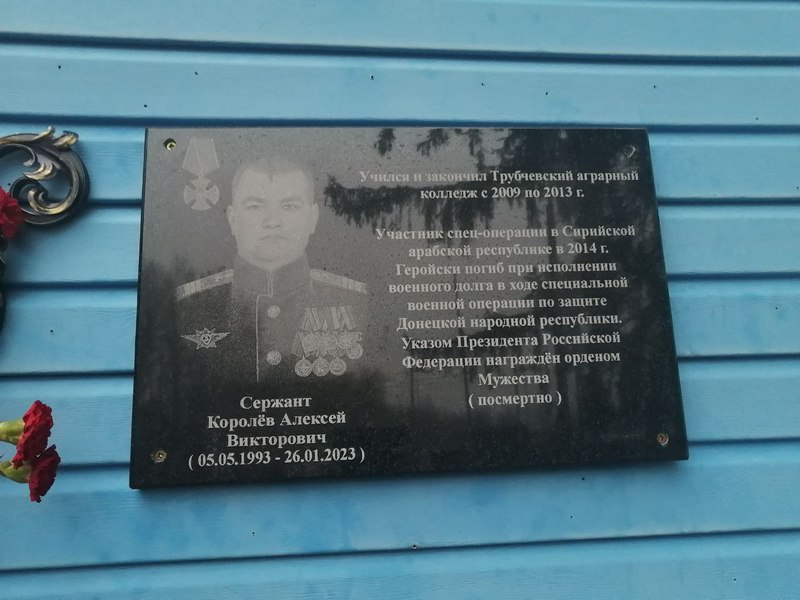 Учился и закончил Трубчевский аграрный
колледж с 2009 по 2013 г.
Участник спец-операции в Сирийской
арабской республике в 2014 г.
Геройски погиб при исполнении
военного долга в ходе специальной
военной операции по защите
Донецкой народной республики.
Указом Президента Российской
Федерации награждён орденом
Мужества
( посмертно )
Сержант
Королёв Алексей
Викторович
( 05.05.1993 - 26.01.2023 )